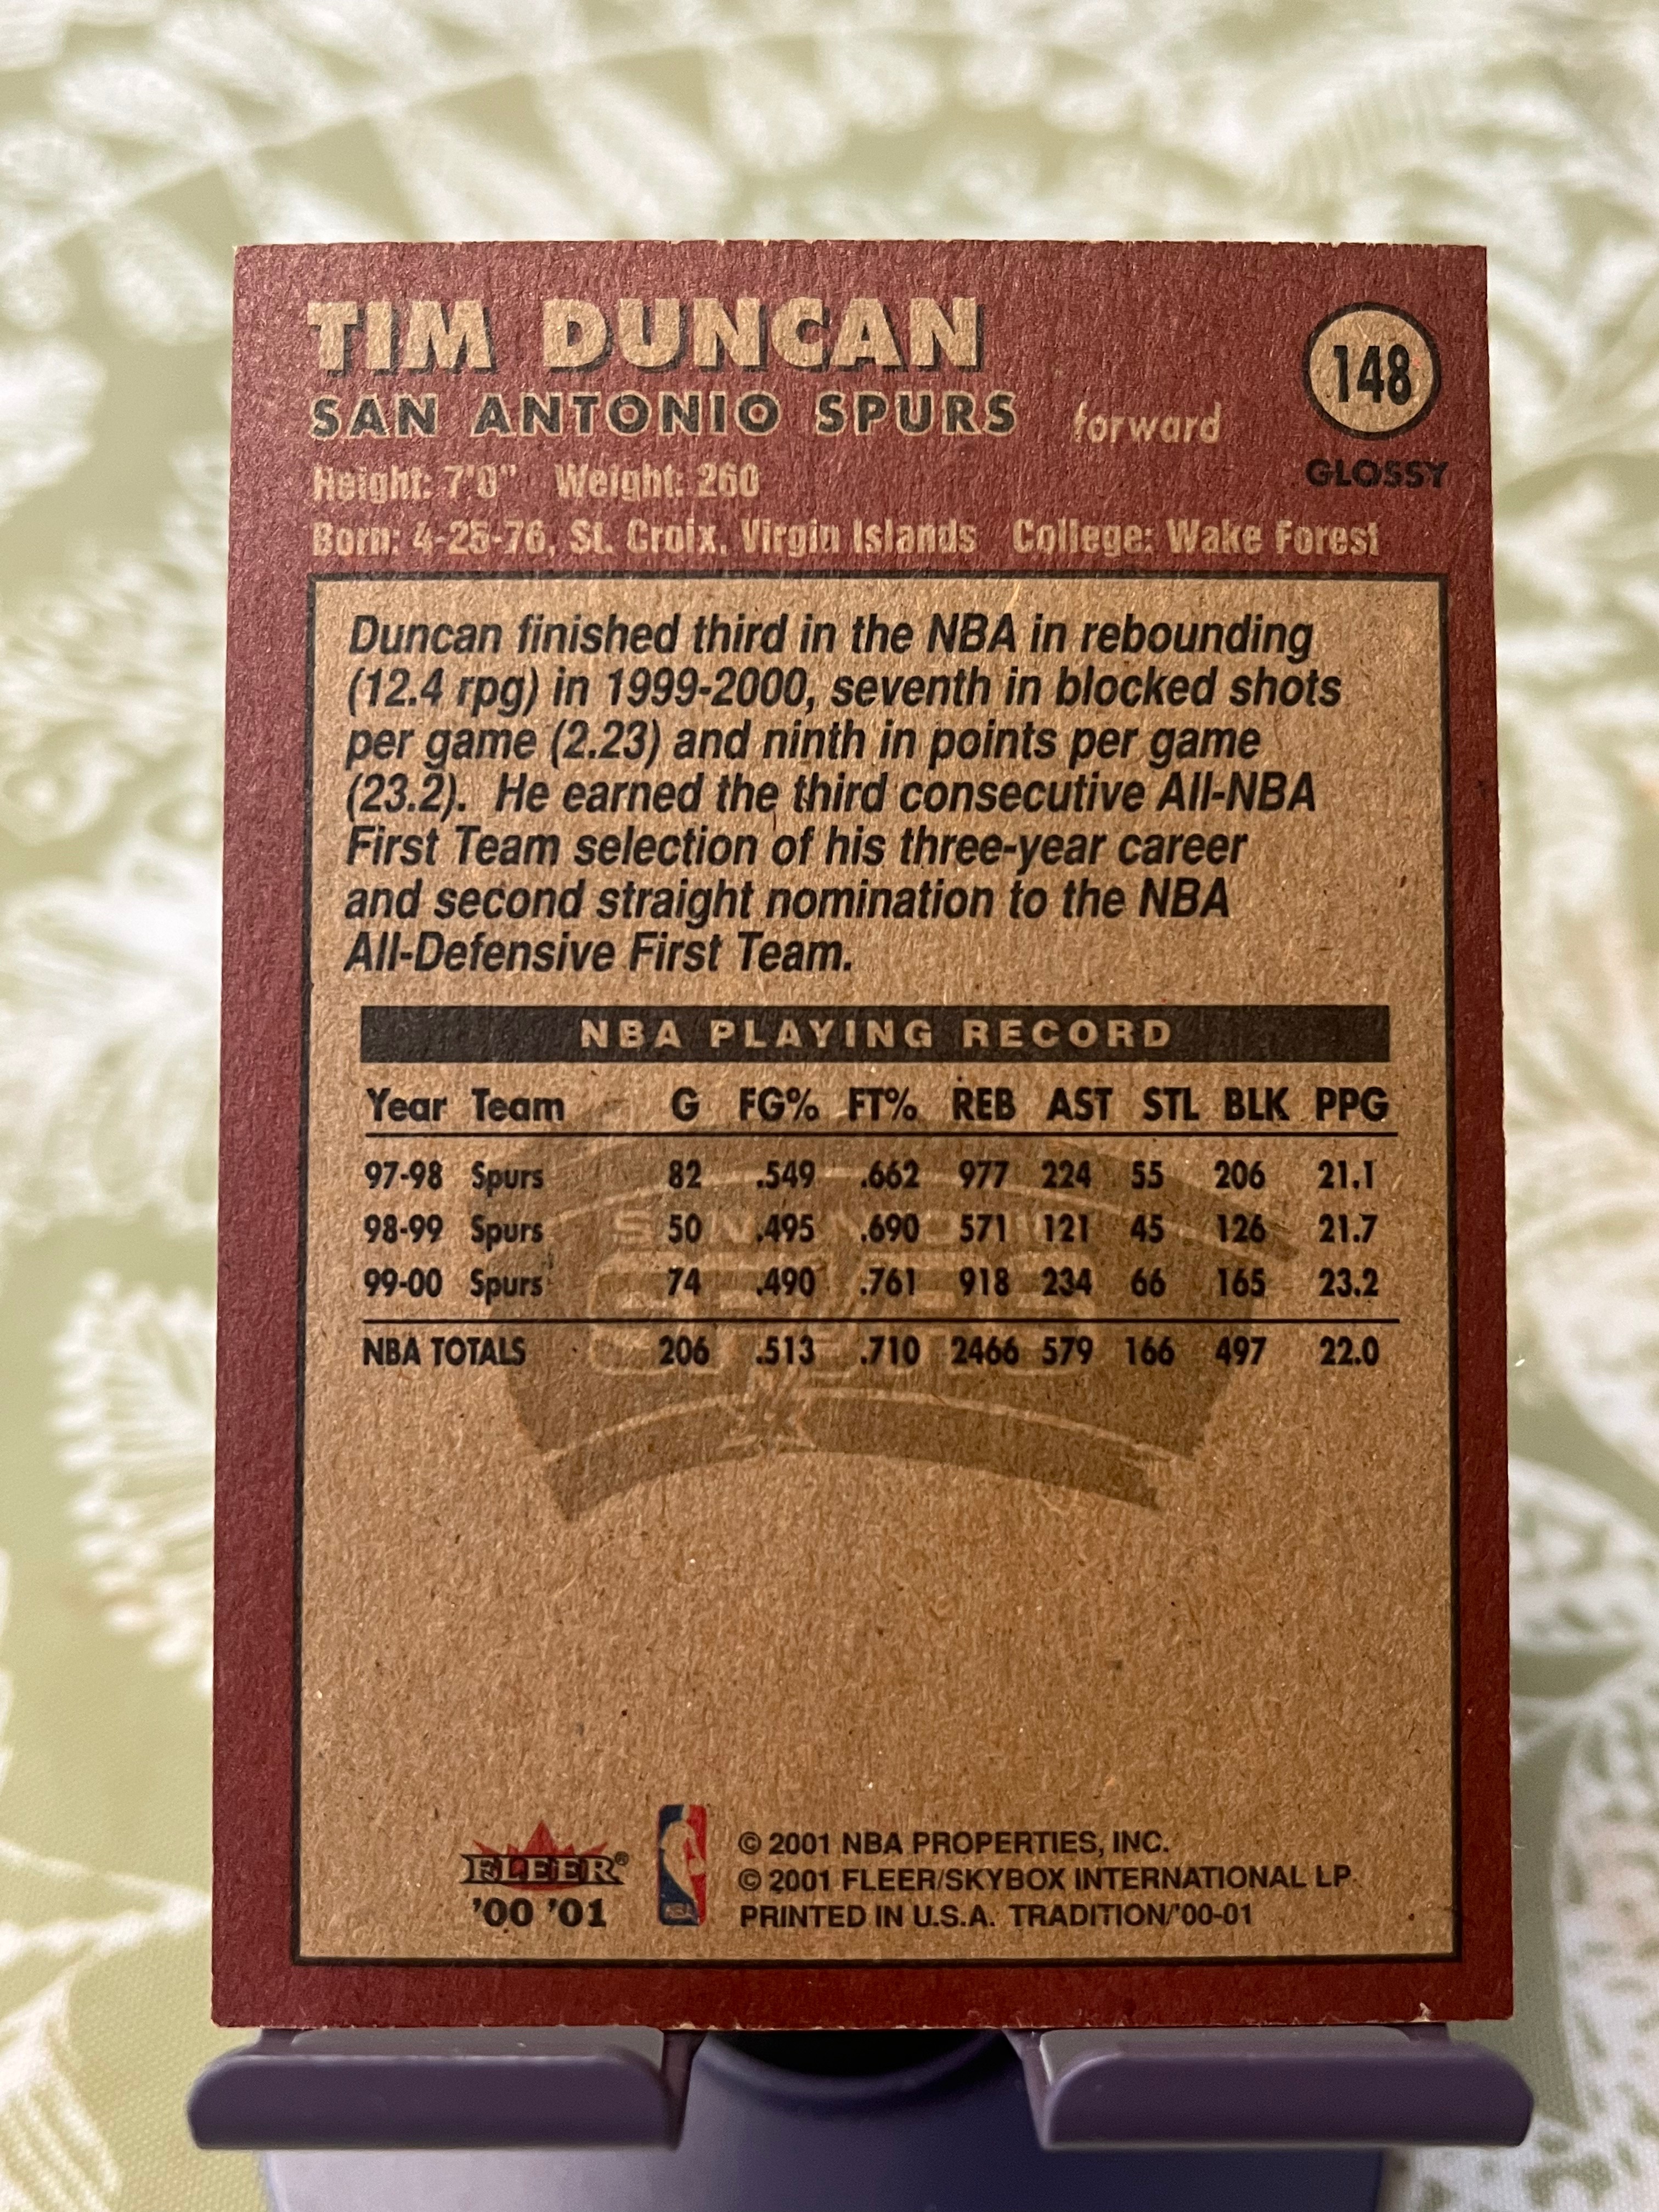 TIM DUNCAN
148
SAN ANTONIO SPURS forward
GLOSSY
Height: 7'0" Weight: 260
Born: 4-25-76, St. Croix, Virgin Islands College: Wake Forest
Duncan finished third in the NBA in rebounding
(12.4 rpg) in 1999-2000, seventh in blocked shots
per game (2.23) and ninth in points per game
(23.2). He earned the third consecutive All-NBA
First Team selection of his three-year career
and second straight nomination to the NBA
All-Defensive First Team.
NBA PLAYING RECORD
Year Team G FG% FT% REB AST STL BLK PPG
97-98 Spurs 82 .549 .662 977 224 55 206 21.1
98-99 Spurs 50 .495 .690 571 121 45 126 21.7
99-00 Spurs 74 .490 .761 918 234 66 165 23.2
NBA TOTALS 206 .513 .710 2466 579 166 497 22.0
SAN ANTONIO
SPURS
FLEER®
'00 '01
NBA
© 2001 NBA PROPERTIES, INC.
© 2001 FLEER/SKYBOX INTERNATIONAL LP
PRINTED IN U.S.A. TRADITION/'00-01